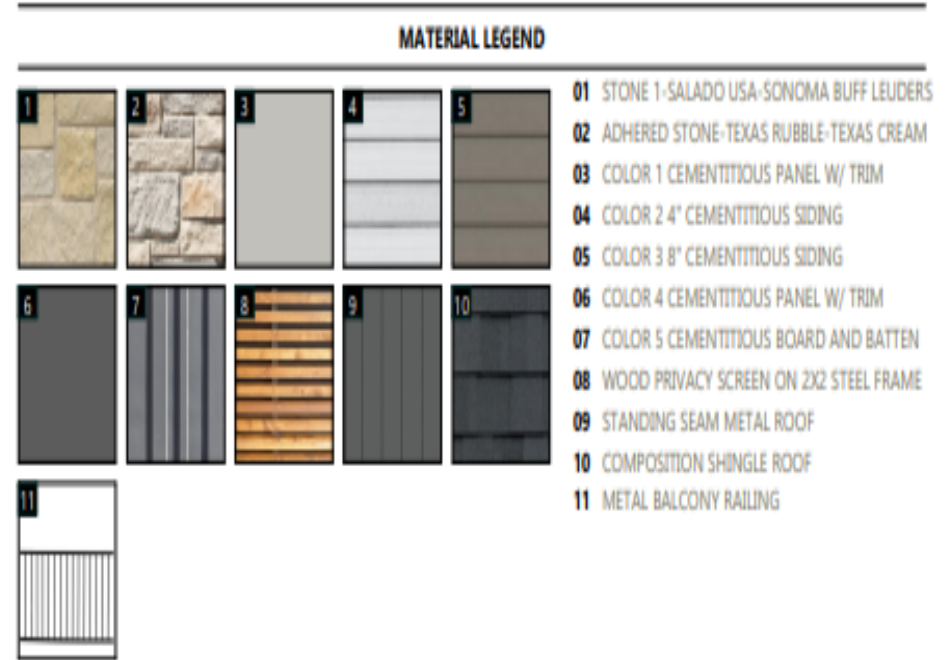 MATERIAL LEGEND
1
2
3
4
5
6
7
8
9
10
11
01 STONE 1-SALADO USA-SONOMA BUFF LEUDERS
02 ADHERED STONE-TEXAS RUBBLE-TEXAS CREAM
03 COLOR 1 CEMENTITIOUS PANEL W/ TRIM
04 COLOR 2 4" CEMENTITIOUS SIDING
05 COLOR 3 8" CEMENTITIOUS SIDING
06 COLOR 4 CEMENTITIOUS PANEL W/ TRIM
07 COLOR 5 CEMENTITIOUS BOARD AND BATTEN
08 WOOD PRIVACY SCREEN ON 2X2 STEEL FRAME
09 STANDING SEAM METAL ROOF
10 COMPOSITION SHINGLE ROOF
11 METAL BALCONY RAILING